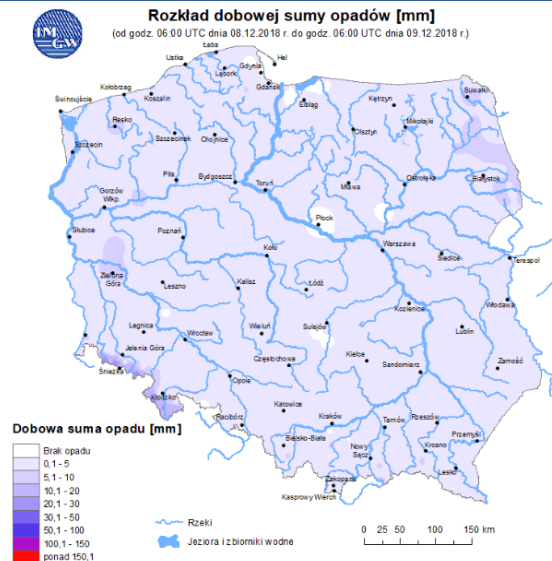 IM
GW
Rozkład dobowej sumy opadów [mm]
(od godz. 06:00 UTC dnia 08.12.2018 r. do godz. 06:00 UTC dnia 09.12.2018 r.)
Łeba
Ustka
Hel
Gdynia
Lębork
Gdańsk
Kołobrzeg
Koszalin
Elbląg
Kętrzyn
Suwałki
Świnoujście
Resko
Szczecinek
Chojnice
Olsztyn
Mikołajki
Szczecin
Piła
Bydgoszcz
Toruń
Mława
Ostrołęka
Białystok
Gorzów
Wlkp.
Płock
Słubice
Poznań
Koło
Warszawa
Siedlce
Terespol
Zielona
Góra
Leszno
Kalisz
Łódź
Kozienice
Włodawa
Legnica
Wrocław
Wieluń
Sulejów
Lublin
Jelenia Góra
Śnieżka
Częstochowa
Kielce
Sandomierz
Zamość
Kłodzko
Opole
Racibórz
Katowice
Kraków
Tarnów
Rzeszów
Przemyśl
Bielsko-Biała
Nowy
Sącz
Krosno
Lesko
Zakopane
Kasprowy Wierch
Dobowa suma opadu [mm]
Brak opadu
0,1 - 5
5,1 - 10
10,1 - 20
20,1 - 30
30,1 - 50
50,1 - 100
100,1 - 150
ponad 150,1
Rzeki
Jeziora i zbiorniki wodne
0 25 50 100 150 km